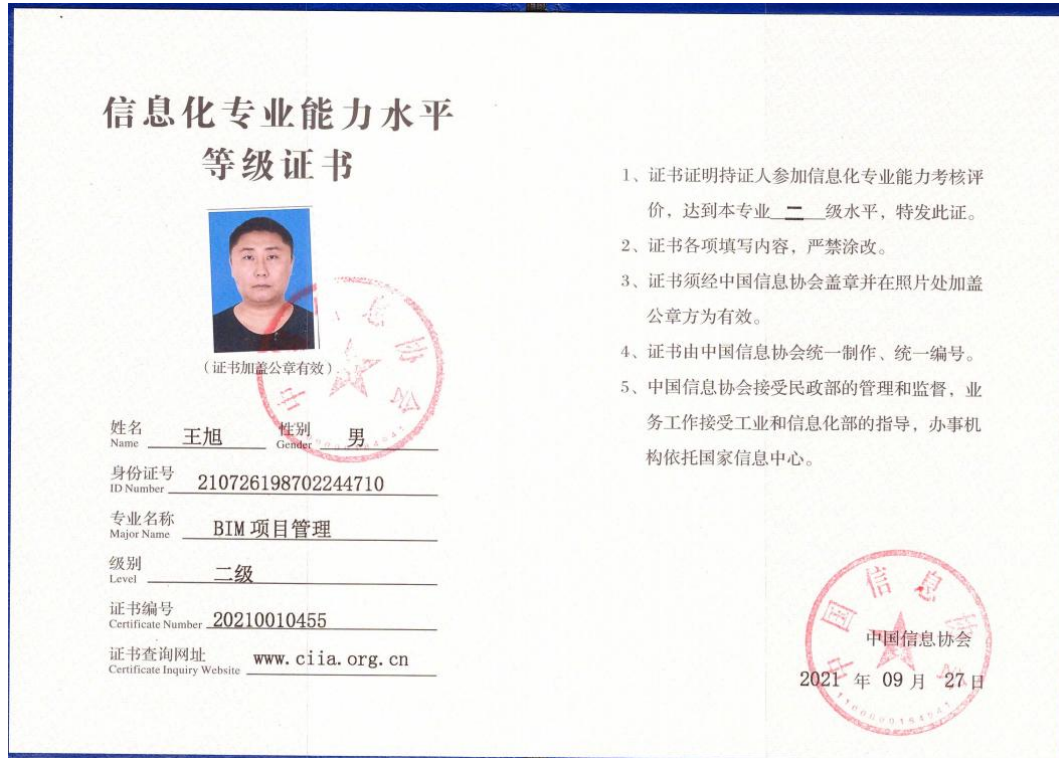 信息化专业能力水平
等级证书
（证书加盖公章有效）
姓名 王旭 性别 男
Name Gender
身份证号
ID Number 210726198702244710
专业名称
Major Name BIM 项目管理
级别
Level 二级
证书编号
Certificate Number 20210010455
证书查询网址
Certificate Inquiry Website www.ciia.org.cn
1、证书证明持证人参加信息化专业能力考核评
价，达到本专业 二 级水平，特发此证。
2、证书各项填写内容，严禁涂改。
3、证书须经中国信息协会盖章并在照片处加盖
公章方为有效。
4、证书由中国信息协会统一制作、统一编号。
5、中国信息协会接受民政部的管理和监督，业
务工作接受工业和信息化部的指导，办事机
构依托国家信息中心。
中国信息协会
中国信息协会
2021 年 09 月 27 日